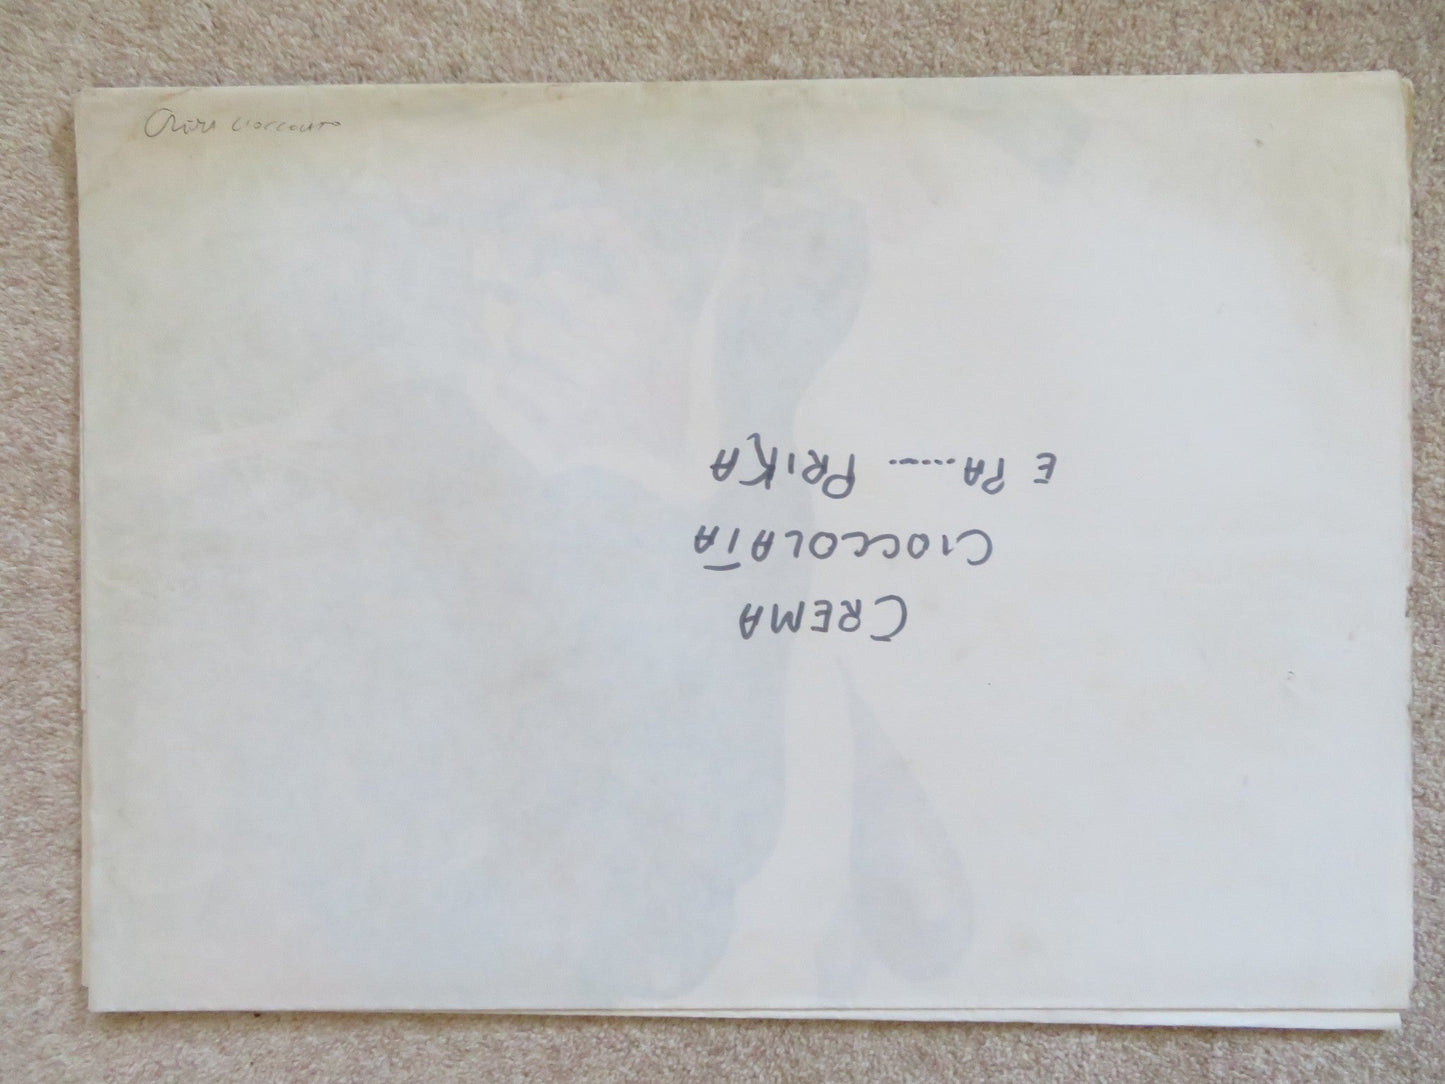 CREMA
CIOCCOLATA
E PA....... PRIKA